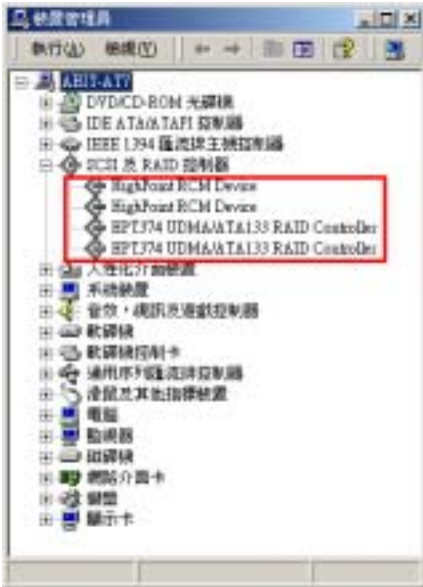 裝置管理員
執行(A) 檢視(V)
ABIT-AT7
DVD/CD-ROM 光碟機
IDE ATA/ATAPI 控制器
IEEE 1394 匯流排主機控制器
SCSI 及 RAID 控制器
HighPoint RCM Device
HighPoint RCM Device
HPT374 UDMA/ATA133 RAID Controller
HPT374 UDMA/ATA133 RAID Controller
人性化介面裝置
系統裝置
音效，視訊及遊戲控制器
軟碟機
軟碟機控制卡
通用序列匯流排控制器
滑鼠及其他指標裝置
電腦
監視器
磁碟機
網路介面卡
鍵盤
顯示卡